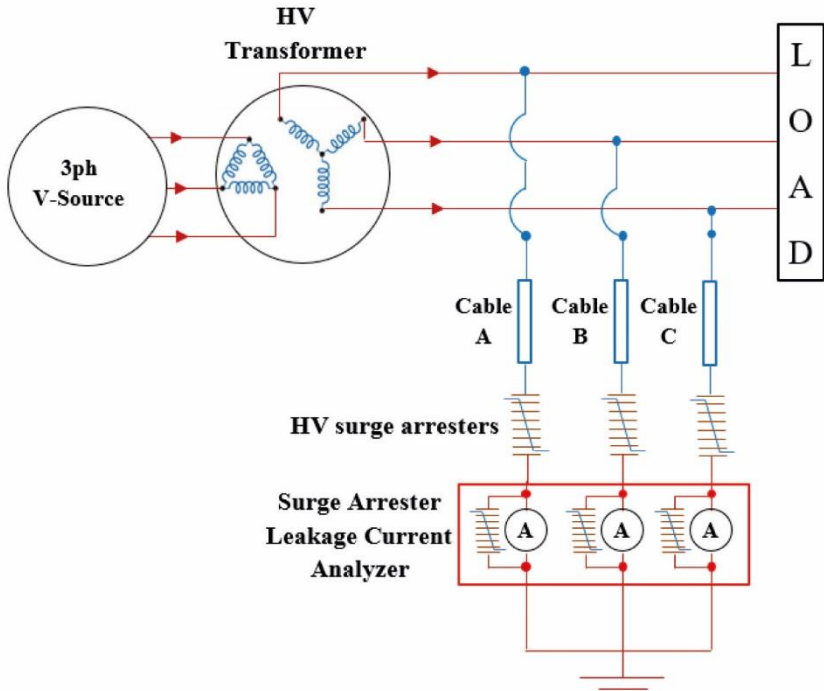 HV
Transformer
3ph
V-Source
L
O
A
D
Cable
A
Cable
B
Cable
C
HV surge arresters
Surge Arrester
Leakage Current
Analyzer
A
A
A